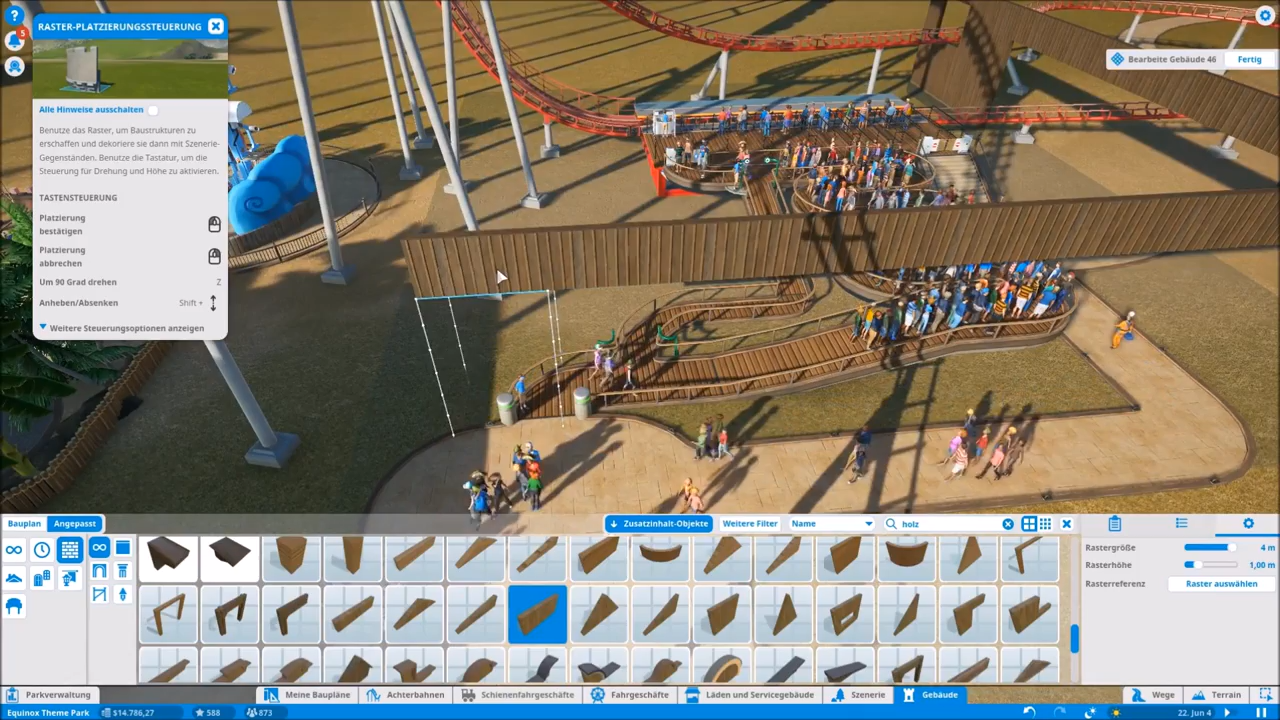 ?
5
RASTER-PLATZIERUNGSSTEUERUNG
Alle Hinweise ausschalten
Benutze das Raster, um Baustrukturen zu
erschaffen und dekoriere sie dann mit Szenerie-
Gegenständen. Benutze die Tastatur, um die
Steuerung für Drehung und Höhe zu aktivieren.
TASTENSTEUERUNG
Platzierung
bestätigen
Platzierung
abbrechen
Um 90 Grad drehen Z
Anheben/Absenken Shift +
Weitere Steuerungsoptionen anzeigen
Bearbeite Gebäude 46 Fertig
Bauplan Angepasst
Zusatzinhalt-Objekte Weitere Filter Name holz
Rastergröße 4 m
Rasterhöhe 1,00 m
Rasterreferenz Raster auswählen
Parkverwaltung Meine Baupläne Achterbahnen Schienenfahrgeschäfte Fahrgeschäfte Läden und Servicegebäude Szenerie Gebäude Wege Terrain
Equinox Theme Park $14.786,27 588 873 22. Jun 4